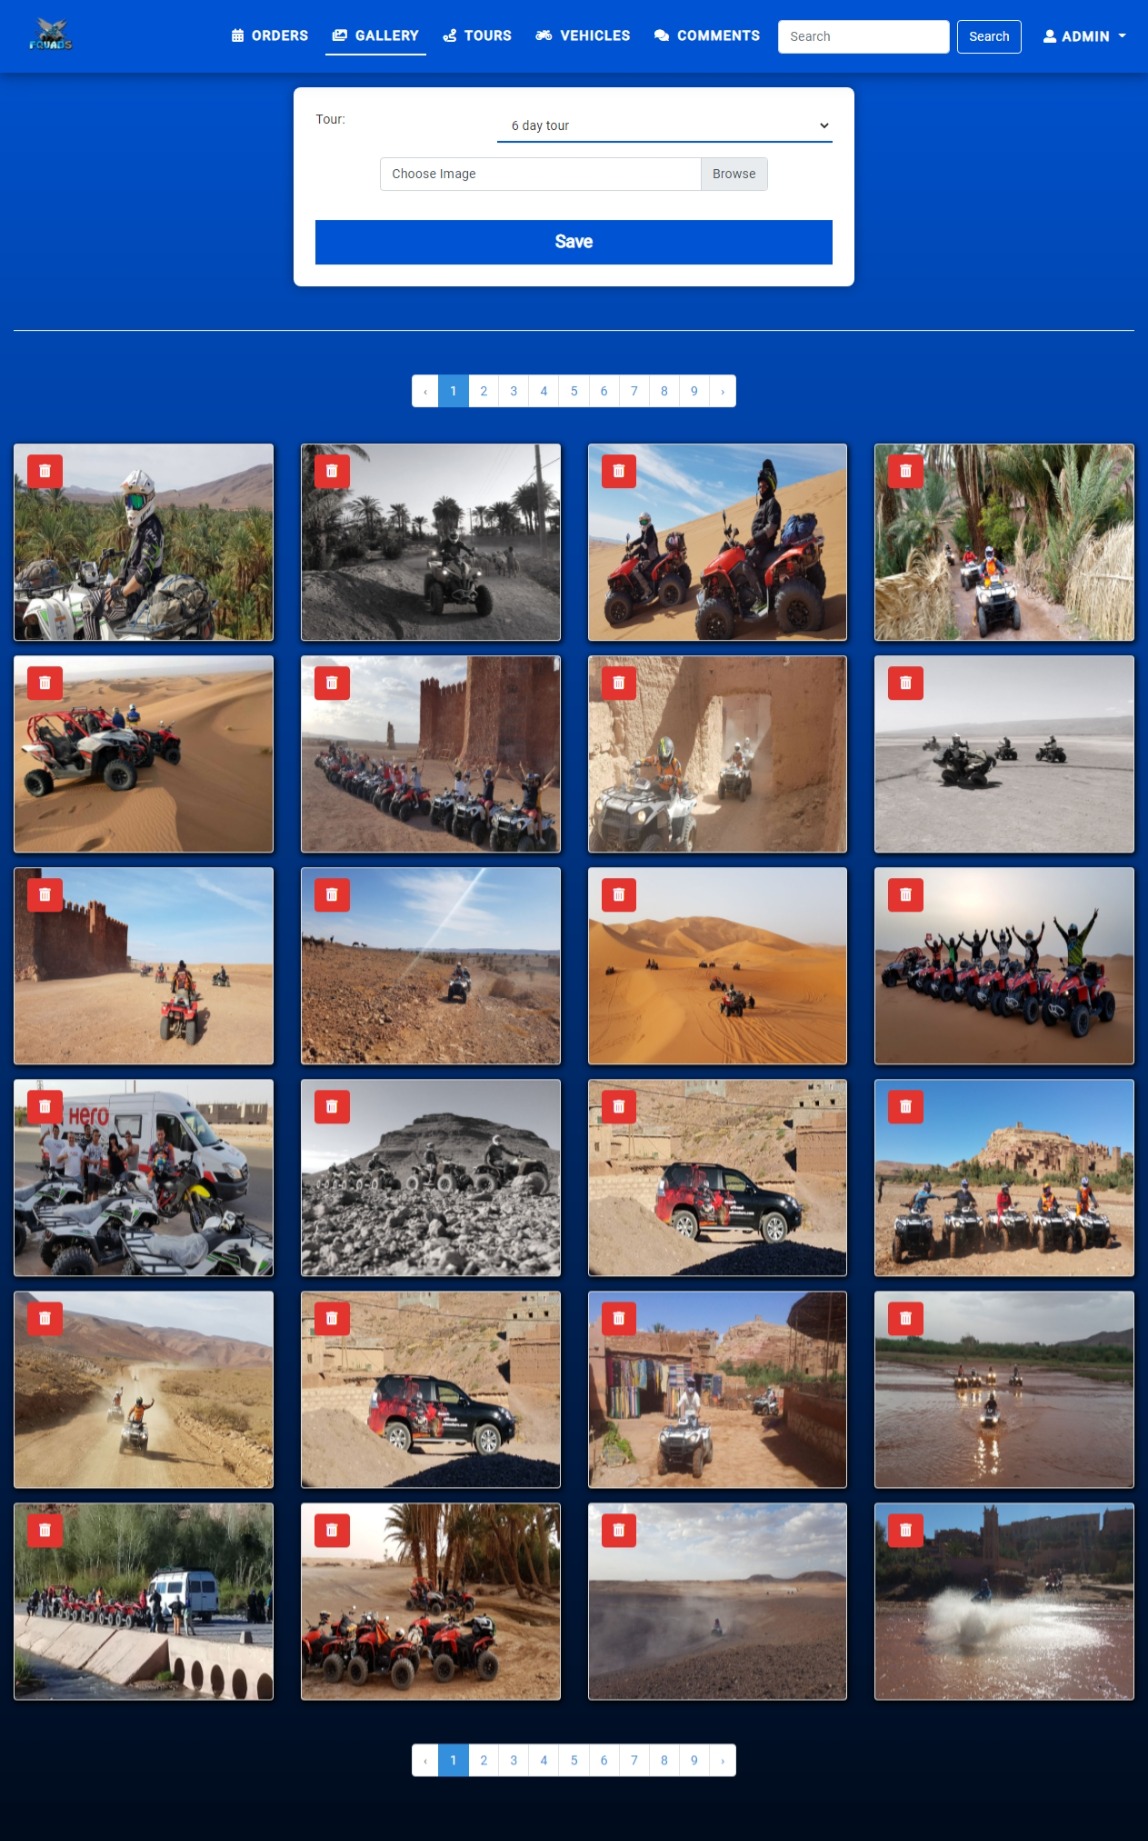 FQUADS
ORDERS
GALLERY
TOURS
VEHICLES
COMMENTS
Search
Search
ADMIN
Tour:
6 day tour
Choose Image
Browse
Save
‹ 1 2 3 4 5 6 7 8 9 ›
Hero
‹ 1 2 3 4 5 6 7 8 9 ›